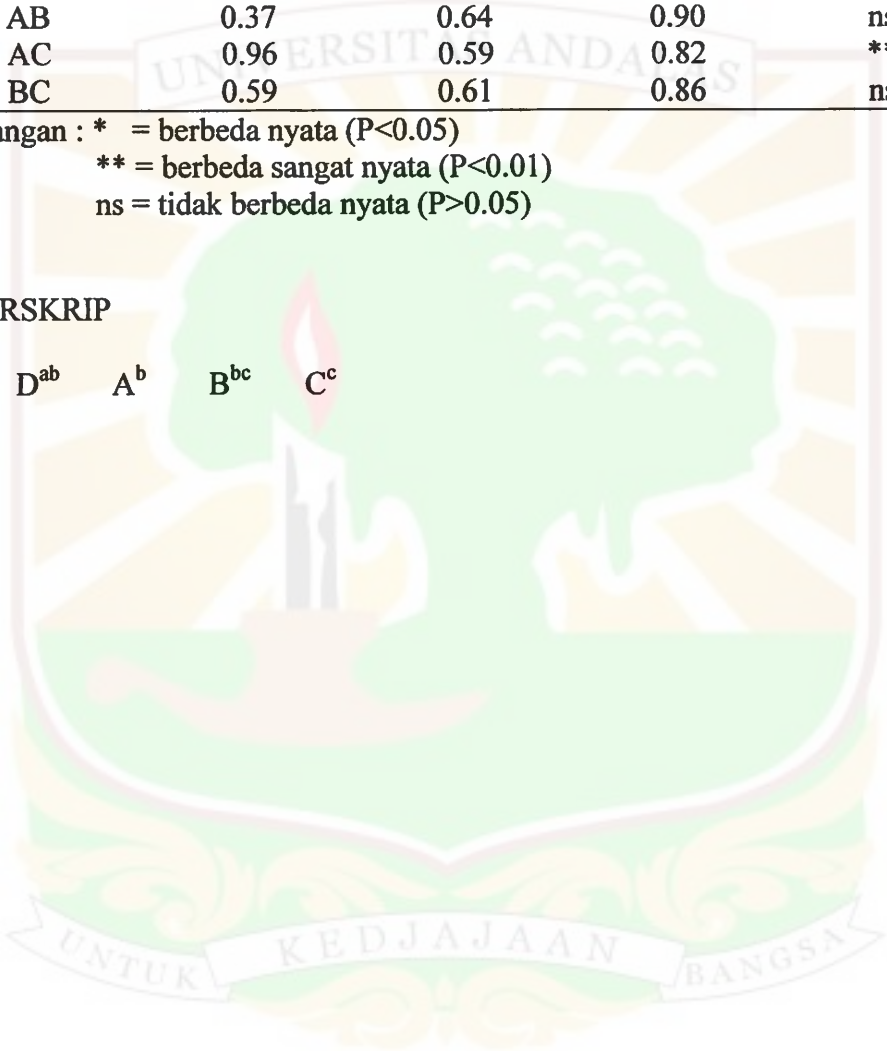 AB 0.37 0.64 0.90 ns
UNIVERSITAS ANDALAS
AC 0.96 0.59 0.82 **
BC 0.59 0.61 0.86 ns
ngan : * = berbeda nyata (P<0.05)
** = berbeda sangat nyata (P<0.01)
ns = tidak berbeda nyata (P>0.05)
RSKRIP
D^ab A^b B^bc C^c
UNTUK KEDJAJAAN BANGSA